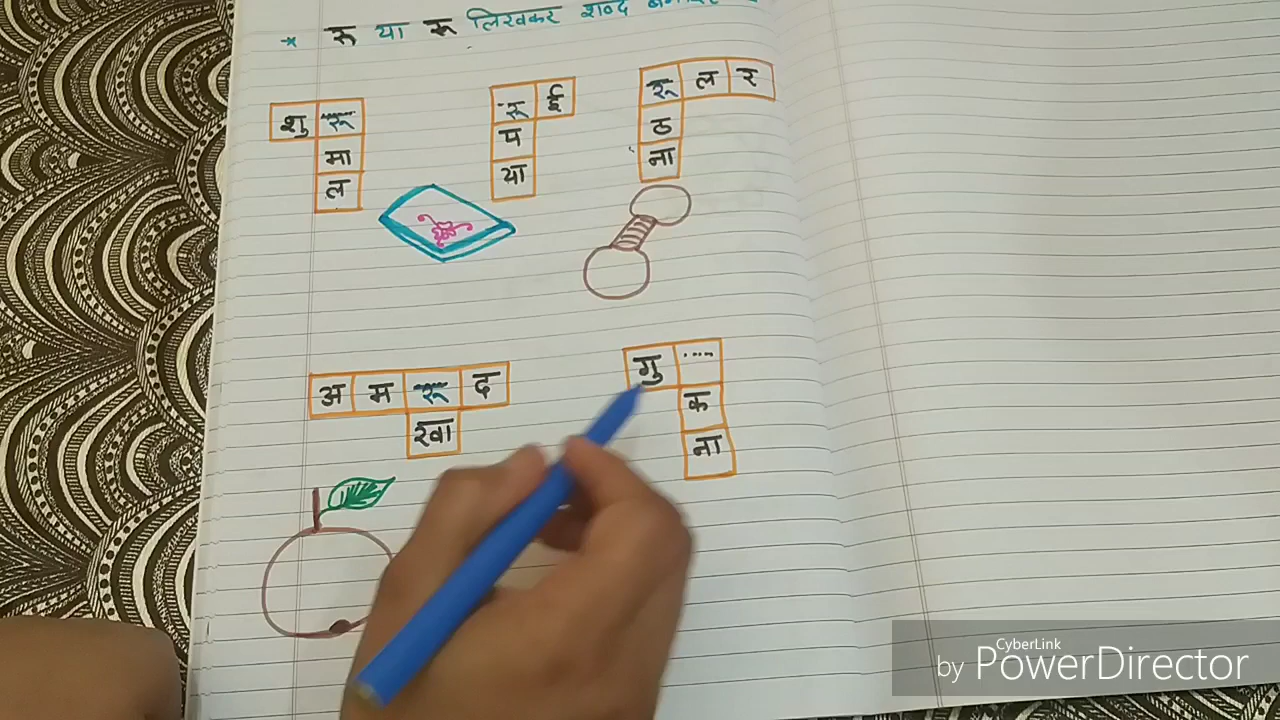 * रु या रू लिखकर शब्द
शु रू
मा
ल
रु ई
प
या
रू ल र
ठ
ना
अ म रू द
खा
गु ....
क
ना
CyberLink
by PowerDirector